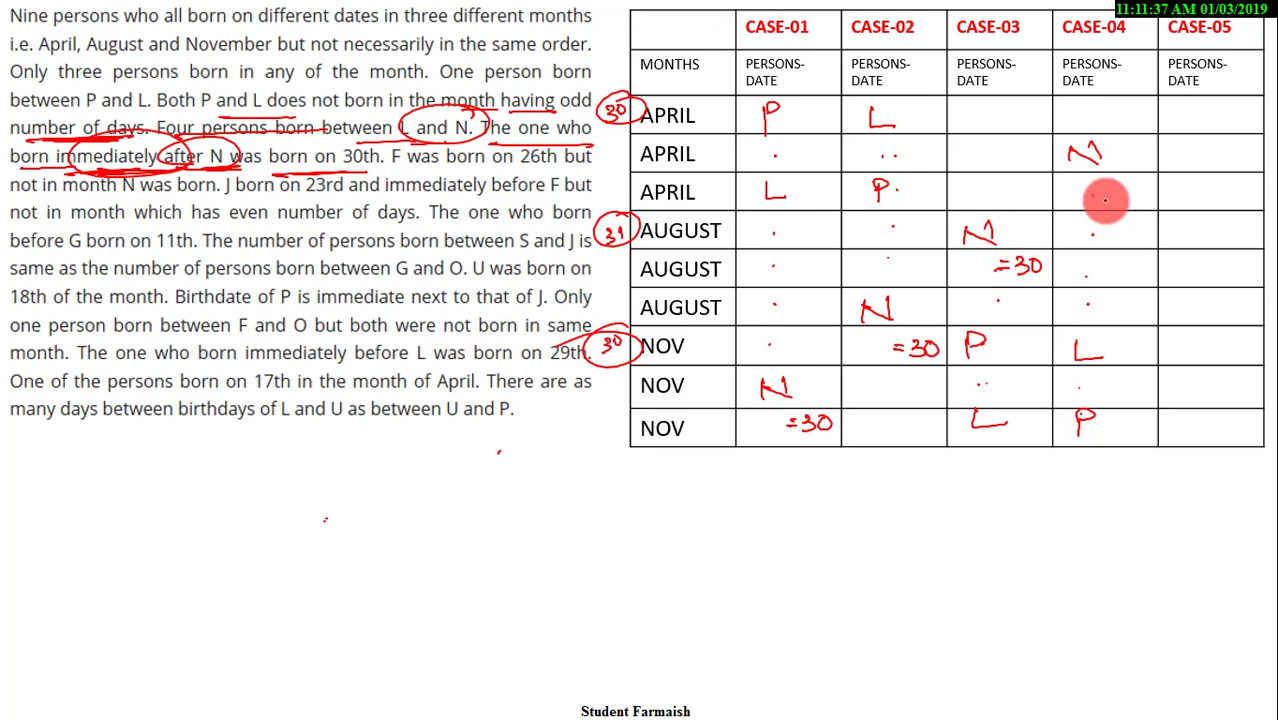 11:11:37 AM 01/03/2019
Nine persons who all born on different dates in three different months
i.e. April, August and November but not necessarily in the same order.
Only three persons born in any of the month. One person born
between P and L. Both P and L does not born in the month having odd
number of days. Four persons born between L and N. The one who
born immediately after N was born on 30th. F was born on 26th but
not in month N was born. J born on 23rd and immediately before F but
not in month which has even number of days. The one who born
before G born on 11th. The number of persons born between S and J is
same as the number of persons born between G and O. U was born on
18th of the month. Birthdate of P is immediate next to that of J. Only
one person born between F and O but both were not born in same
month. The one who born immediately before L was born on 29th.
One of the persons born on 17th in the month of April. There are as
many days between birthdays of L and U as between U and P.
CASE-01 CASE-02 CASE-03 CASE-04 CASE-05
MONTHS PERSONS-DATE PERSONS-DATE PERSONS-DATE PERSONS-DATE PERSONS-DATE
30 APRIL P L
APRIL N
APRIL L P
31 AUGUST N
AUGUST =30
AUGUST N
30 NOV =30 P L
NOV N
NOV =30 L P
Student Farmaish